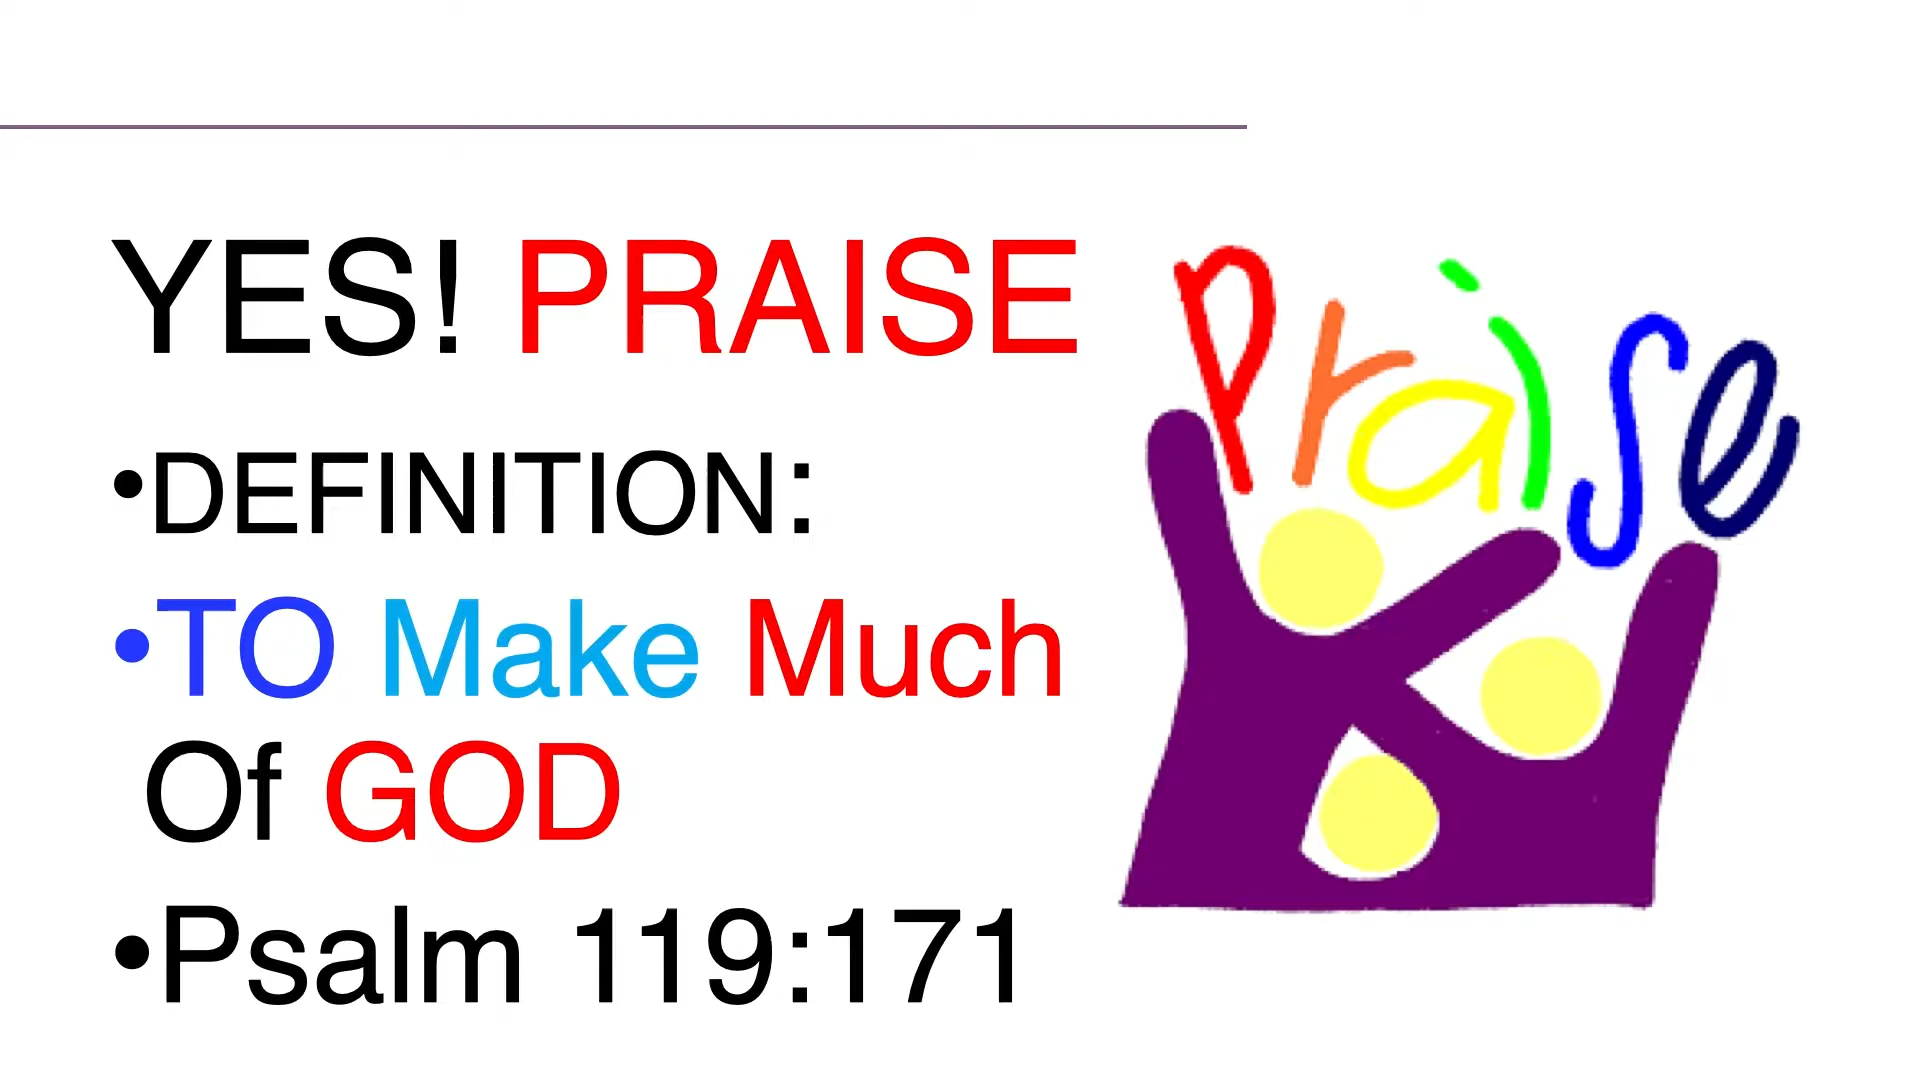 YES! PRAISE
•DEFINITION:
•TO Make Much
Of GOD
•Psalm 119:171
Praise